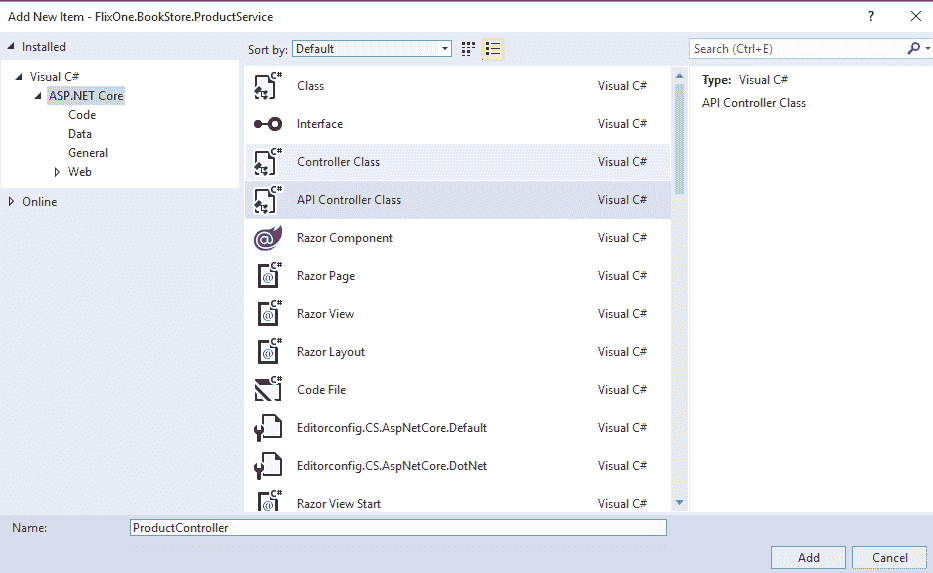 Add New Item - FlixOne.BookStore.ProductService ?
Installed
Sort by: Default
Search (Ctrl+E)
Visual C#
ASP.NET Core
Code
Data
General
Web
Online
C# Class Visual C#
Interface Visual C#
C# Controller Class Visual C#
C# API Controller Class Visual C#
@ Razor Component Visual C#
C# @ Razor Page Visual C#
C# @ Razor View Visual C#
C# @ Razor Layout Visual C#
C# Code File Visual C#
Editorconfig.CS.AspNetCore.Default Visual C#
Editorconfig.CS.AspNetCore.DotNet Visual C#
C# @ Razor View Start Visual C#
Type: Visual C#
API Controller Class
Name: ProductController
Add Cancel